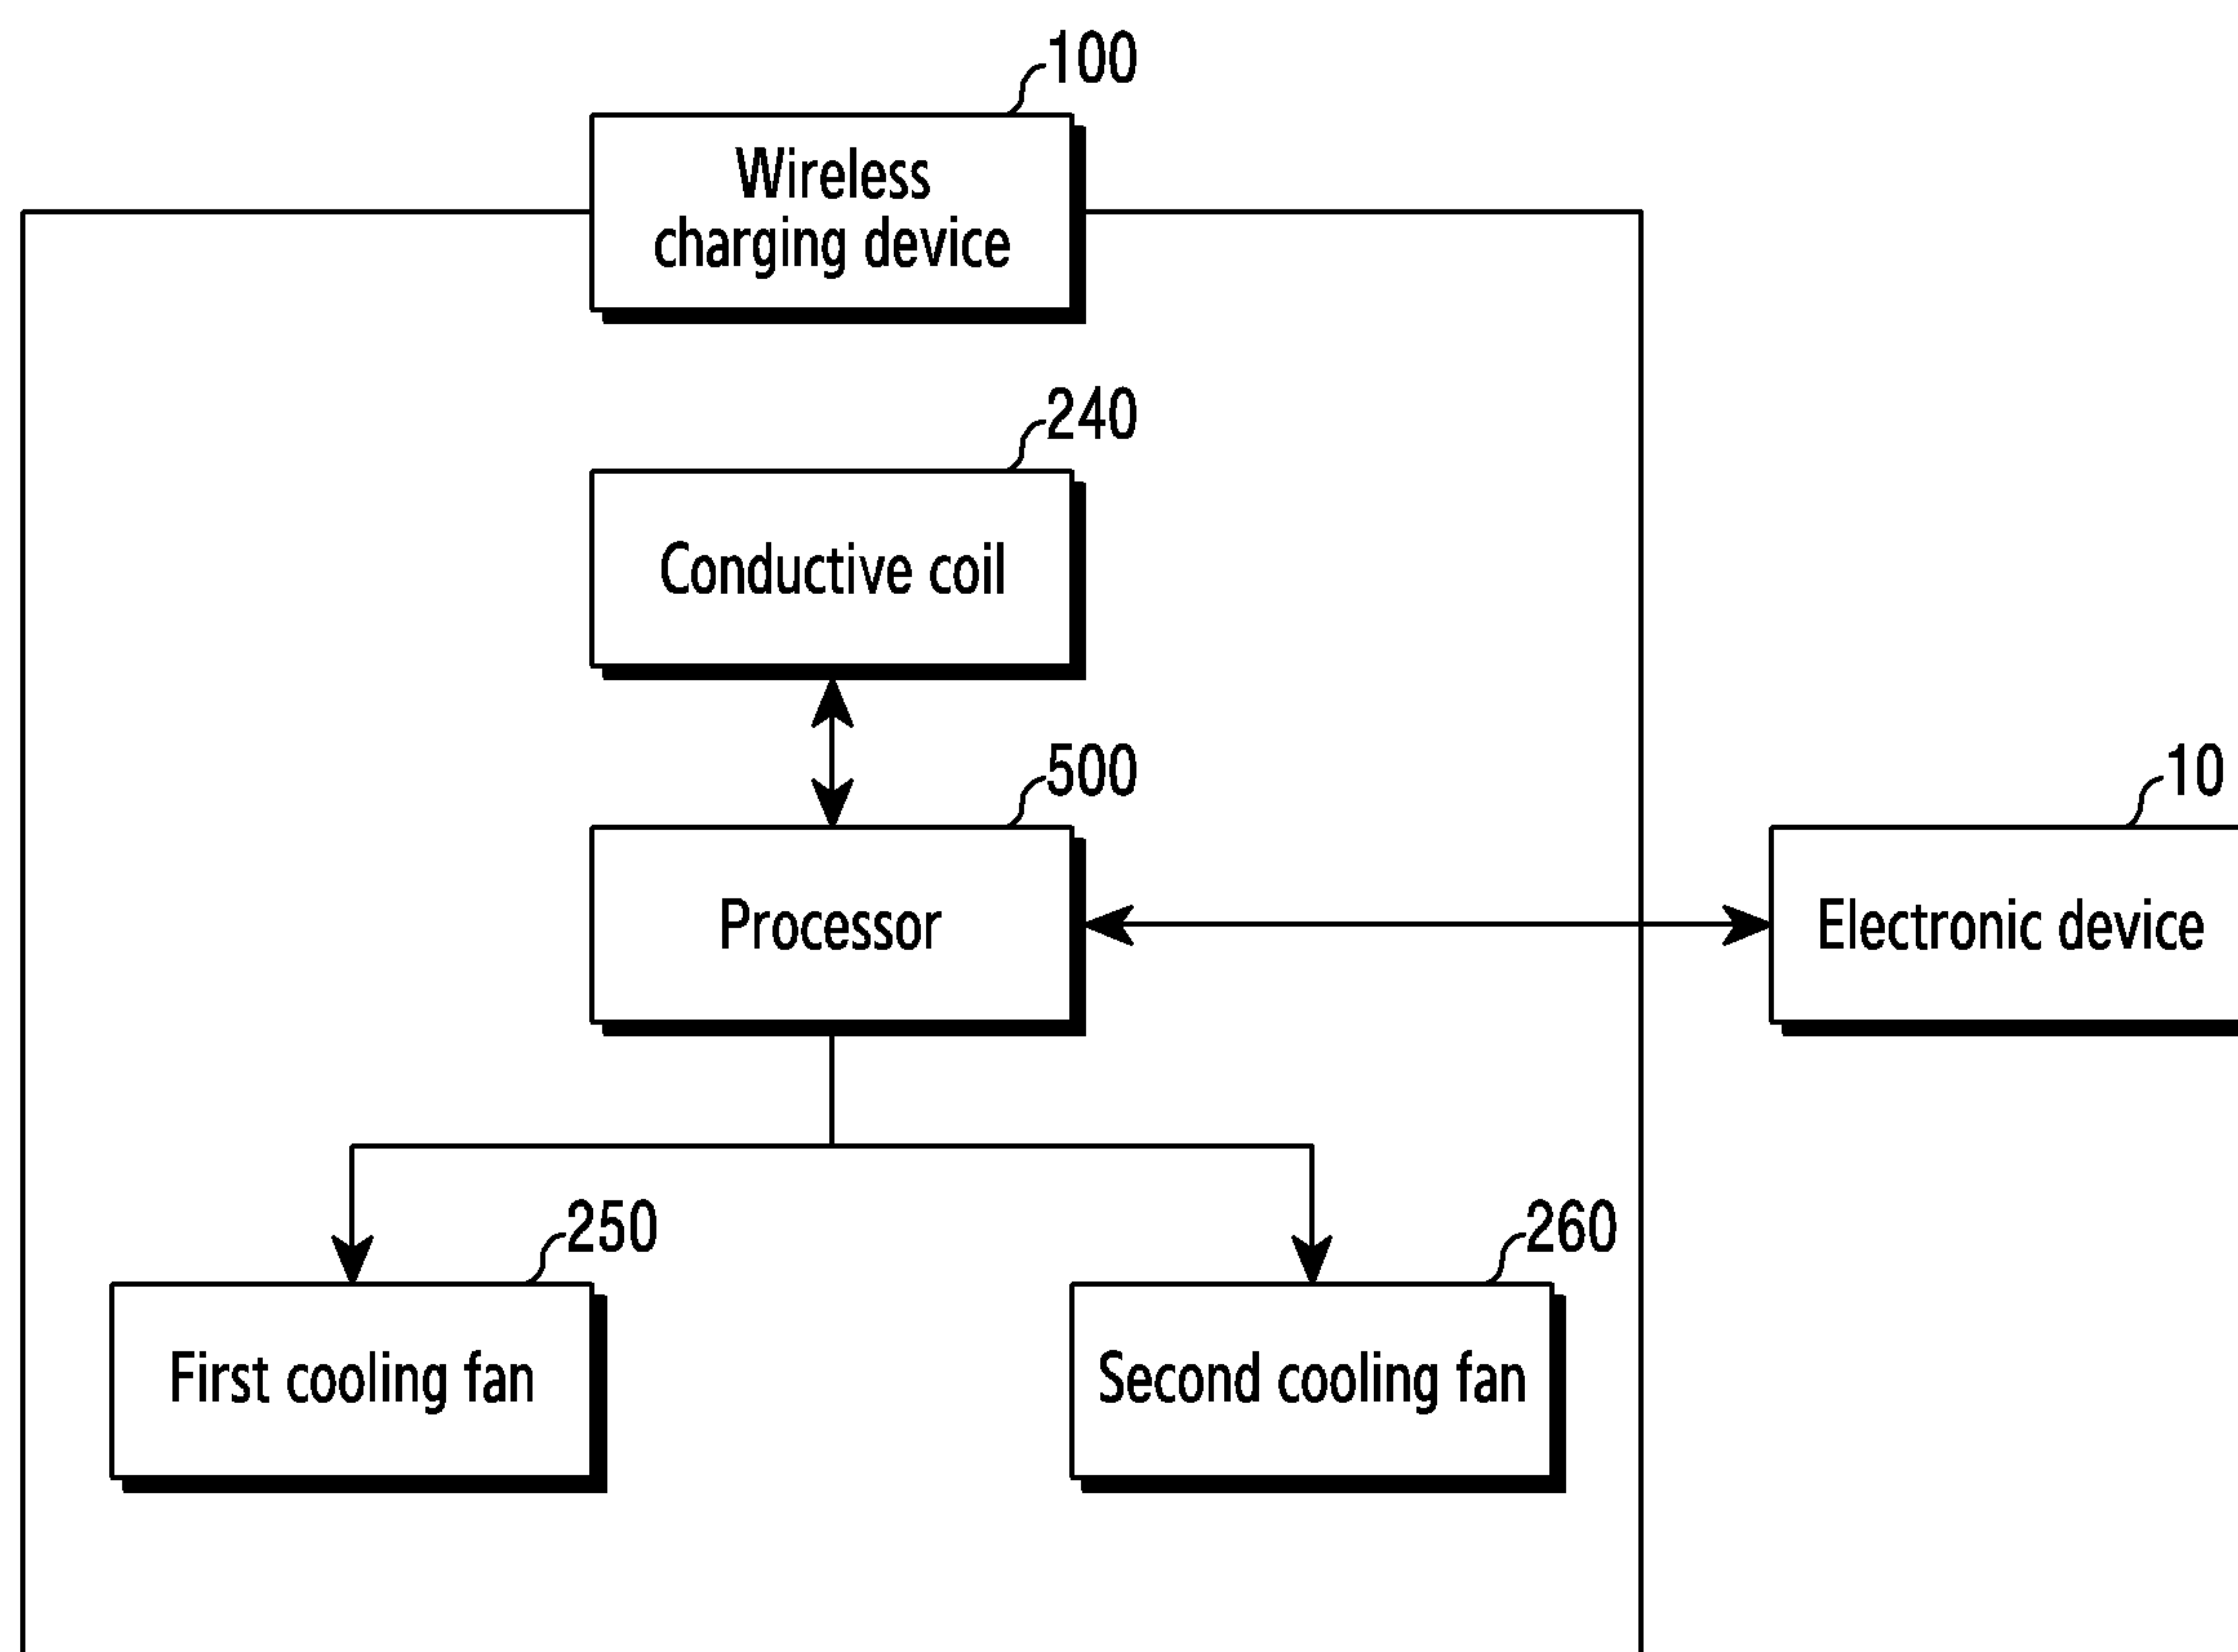 100
Wireless
charging device
240
Conductive coil
500
Processor
10
Electronic device
250
First cooling fan
260
Second cooling fan